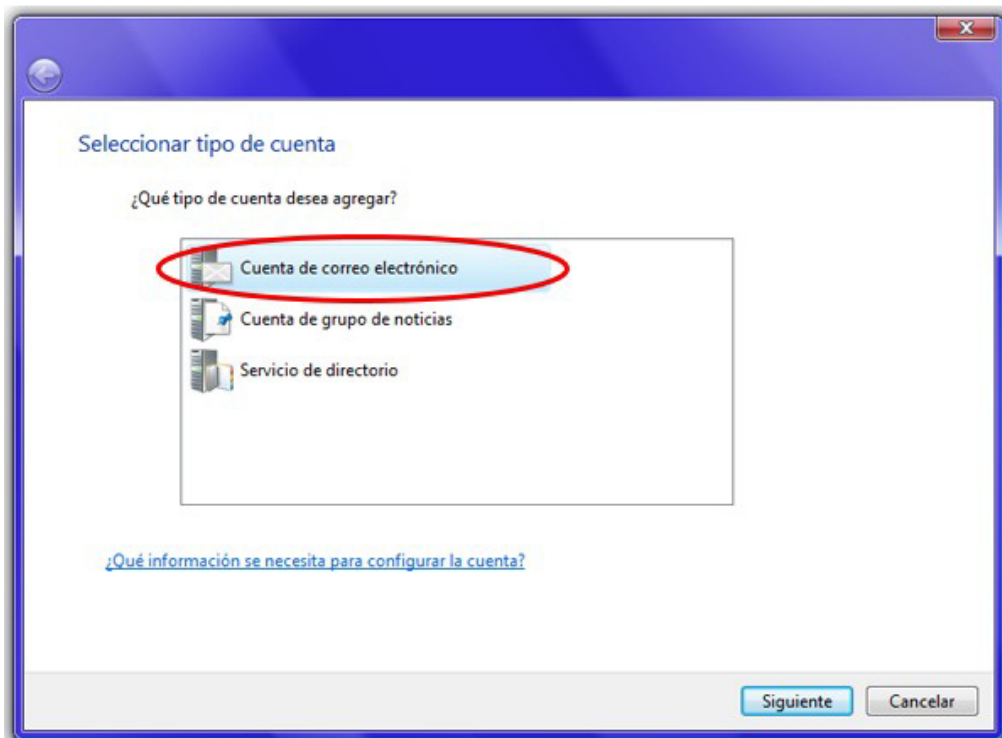 Seleccionar tipo de cuenta
¿Qué tipo de cuenta desea agregar?
Cuenta de correo electrónico
Cuenta de grupo de noticias
Servicio de directorio
¿Qué información se necesita para configurar la cuenta?
Siguiente Cancelar